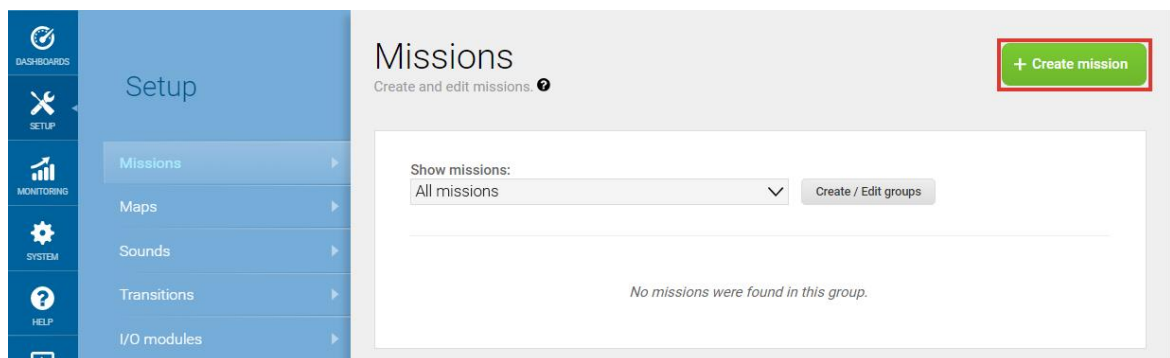 DASHBOARDS
SETUP
MONITORING
SYSTEM
HELP
Setup
Missions
Maps
Sounds
Transitions
I/O modules
Missions
Create and edit missions.
+ Create mission
Show missions:
All missions
Create / Edit groups
No missions were found in this group.